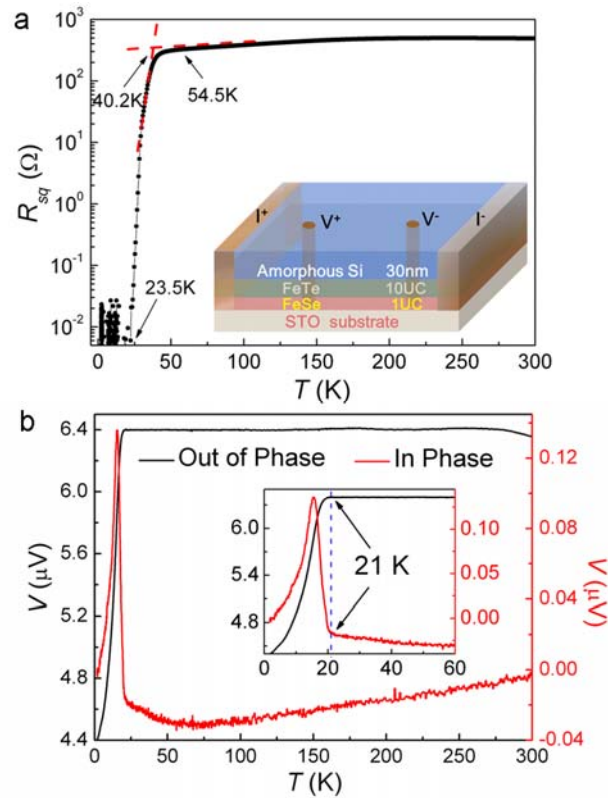 a
10³
10²
10¹
10⁰
10⁻¹
10⁻²
R_sq (Ω)
40.2K
54.5K
23.5K
I⁺
V⁺
V⁻
I⁻
Amorphous Si 30nm
FeTe 10UC
FeSe 1UC
STO substrate
0 50 100 150 200 250 300
T (K)
b
6.4
6.0
5.6
5.2
4.8
4.4
V (μV)
Out of Phase In Phase
6.0
5.4
4.8
0.10
0.05
0.00
21 K
0 20 40 60
0.12
0.08
0.04
0.00
-0.04
V (μV)
0 50 100 150 200 250 300
T (K)